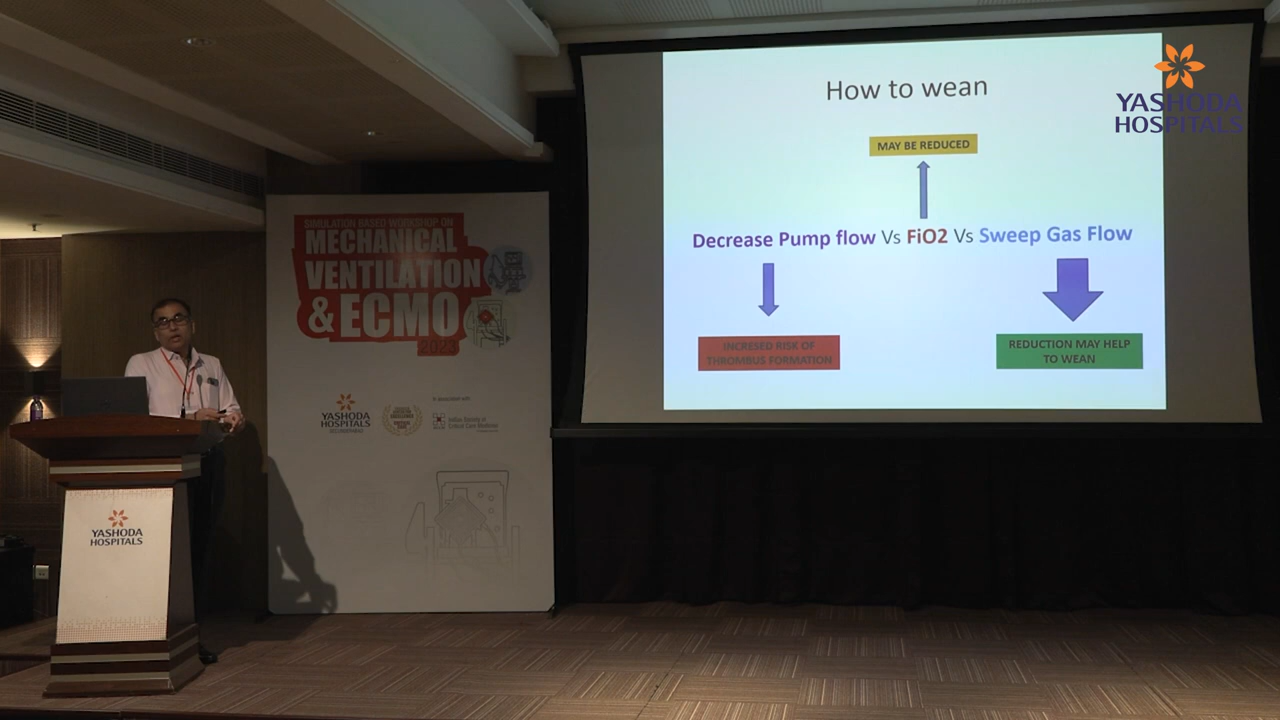 How to wean
MAY BE REDUCED
Decrease Pump flow Vs FiO2 Vs Sweep Gas Flow
INCRESED RISK OF
THROMBUS FORMATION
REDUCTION MAY HELP
TO WEAN
YASHODA
HOSPITALS
SIMULATION BASED WORKSHOP ON
MECHANICAL
VENTILATION
& ECMO
2023
YASHODA
HOSPITALS
In association with
Indian Society of
Critical Care Medicine
YASHODA
HOSPITALS